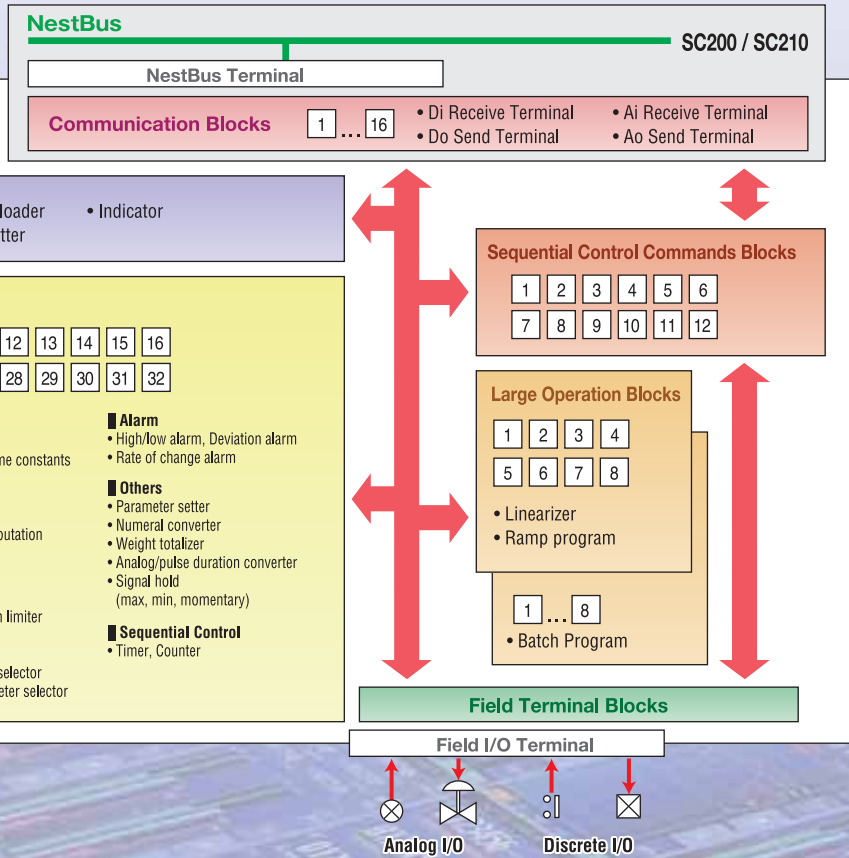 NestBus
SC200 / SC210
NestBus Terminal
Communication Blocks
1 ... 16
• Di Receive Terminal
• Do Send Terminal
• Ai Receive Terminal
• Ao Send Terminal
loader
• Indicator
tter
Sequential Control Commands Blocks
1 2 3 4 5 6
7 8 9 10 11 12
12 13 14 15 16
28 29 30 31 32
me constants
putation
n limiter
selector
eter selector
Alarm
• High/low alarm, Deviation alarm
• Rate of change alarm
Others
• Parameter setter
• Numeral converter
• Weight totalizer
• Analog/pulse duration converter
• Signal hold
(max, min, momentary)
Sequential Control
• Timer, Counter
Large Operation Blocks
1 2 3 4
5 6 7 8
• Linearizer
• Ramp program
1 ... 8
• Batch Program
Field Terminal Blocks
Field I/O Terminal
Analog I/O
Discrete I/O